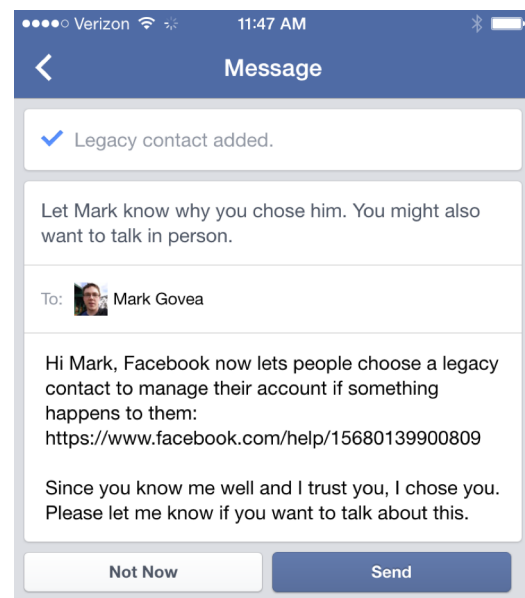 Verizon 11:47 AM
Message
Legacy contact added.
Let Mark know why you chose him. You might also
want to talk in person.
To: Mark Govea
Hi Mark, Facebook now lets people choose a legacy
contact to manage their account if something
happens to them:
https://www.facebook.com/help/15680139900809
Since you know me well and I trust you, I chose you.
Please let me know if you want to talk about this.
Not Now Send